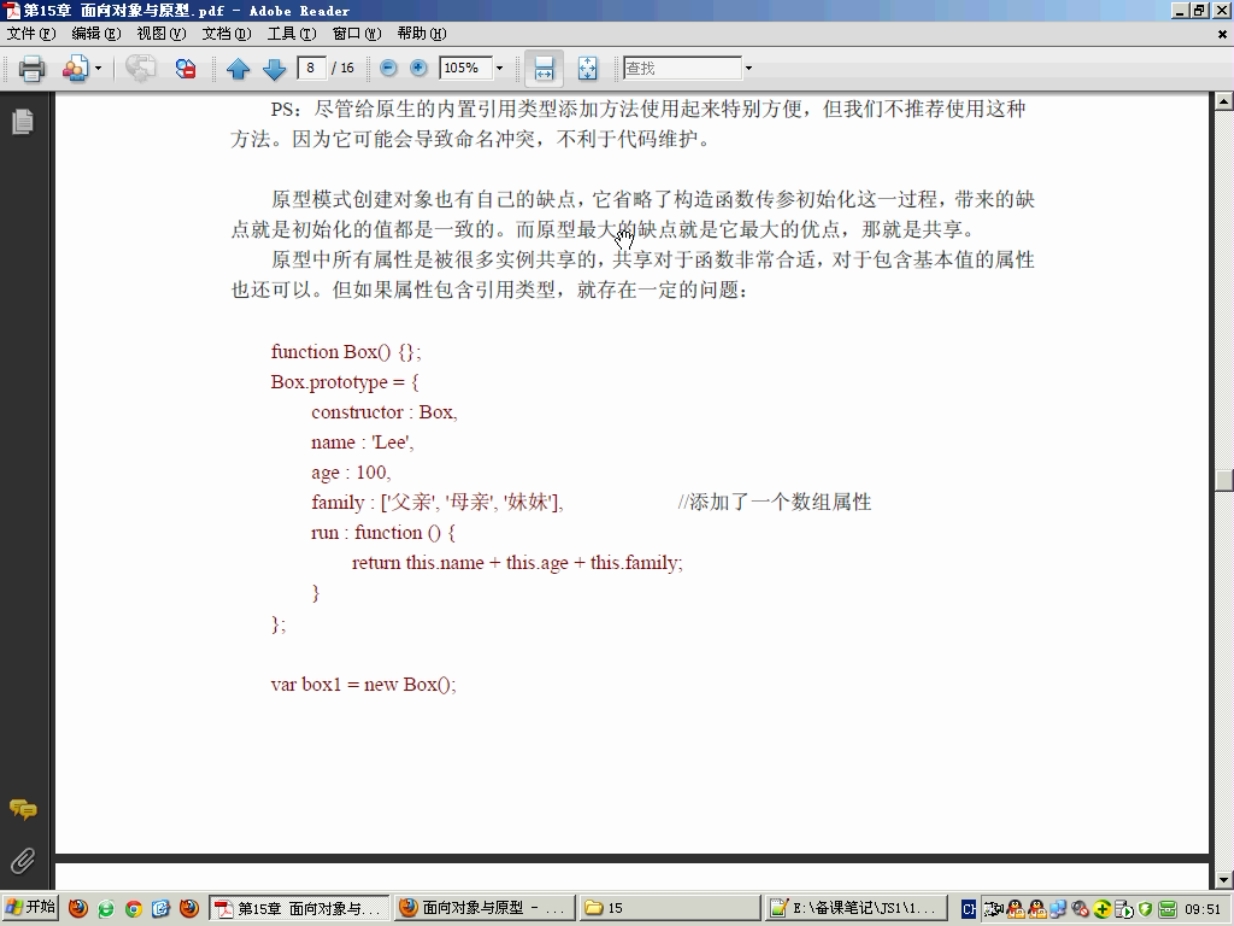 第15章 面向对象与原型.pdf - Adobe Reader
文件(F) 编辑(E) 视图(V) 文档(D) 工具(T) 窗口(W) 帮助(H)
8 / 16 105% 查找
PS：尽管给原生的内置引用类型添加方法使用起来特别方便，但我们不推荐使用这种
方法。因为它可能会导致命名冲突，不利于代码维护。
原型模式创建对象也有自己的缺点，它省略了构造函数传参初始化这一过程，带来的缺
点就是初始化的值都是一致的。而原型最大的缺点就是它最大的优点，那就是共享。
原型中所有属性是被很多实例共享的，共享对于函数非常合适，对于包含基本值的属性
也还可以。但如果属性包含引用类型，就存在一定的问题：
function Box() {};
Box.prototype = {
constructor : Box,
name : 'Lee',
age : 100,
family : ['父亲', '母亲', '妹妹'], //添加了一个数组属性
run : function () {
return this.name + this.age + this.family;
}
};
var box1 = new Box();
开始 第15章 面向对象与... 面向对象与原型 - ... 15 E:\备课笔记\JS1\1... CH 09:51